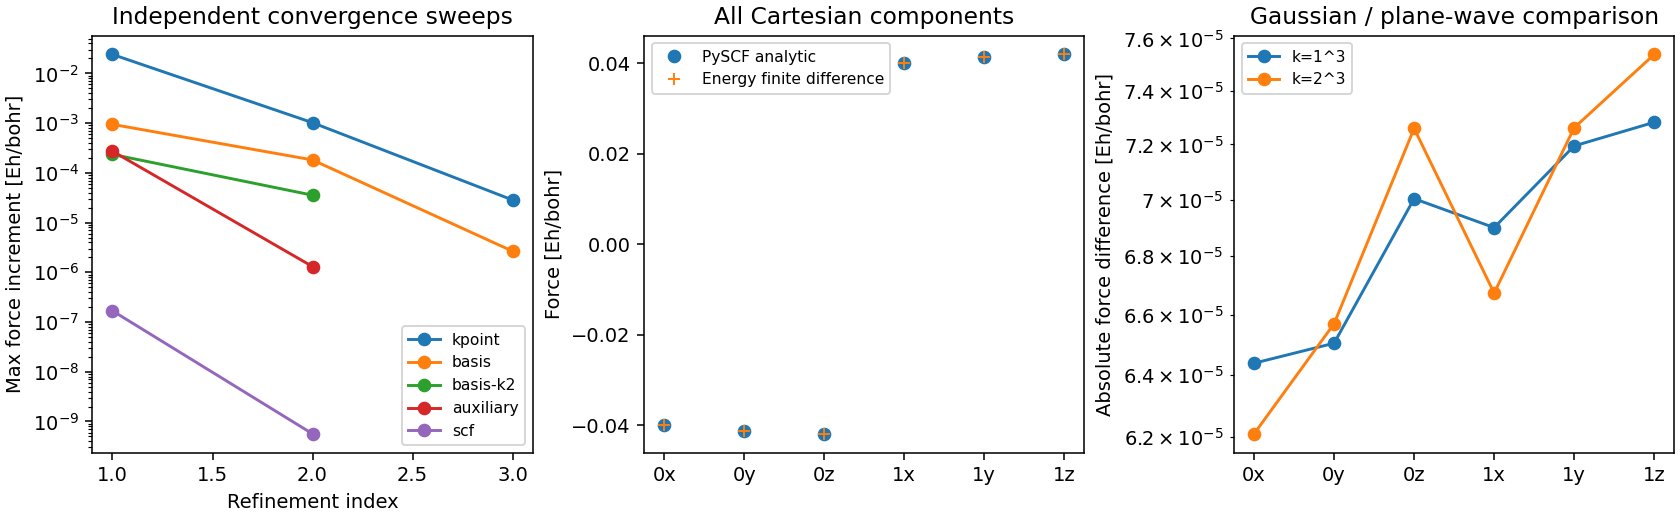 Independent convergence sweeps
Max force increment [Eh/bohr]
10⁻²
10⁻³
10⁻⁴
10⁻⁵
10⁻⁶
10⁻⁷
10⁻⁸
10⁻⁹
kpoint
basis
basis-k2
auxiliary
scf
1.0 1.5 2.0 2.5 3.0
Refinement index
All Cartesian components
Force [Eh/bohr]
PySCF analytic
Energy finite difference
0.04
0.02
0.00
−0.02
−0.04
0x 0y 0z 1x 1y 1z
Gaussian / plane-wave comparison
Absolute force difference [Eh/bohr]
k=1^3
k=2^3
7.6 × 10⁻⁵
7.4 × 10⁻⁵
7.2 × 10⁻⁵
7 × 10⁻⁵
6.8 × 10⁻⁵
6.6 × 10⁻⁵
6.4 × 10⁻⁵
6.2 × 10⁻⁵
0x 0y 0z 1x 1y 1z